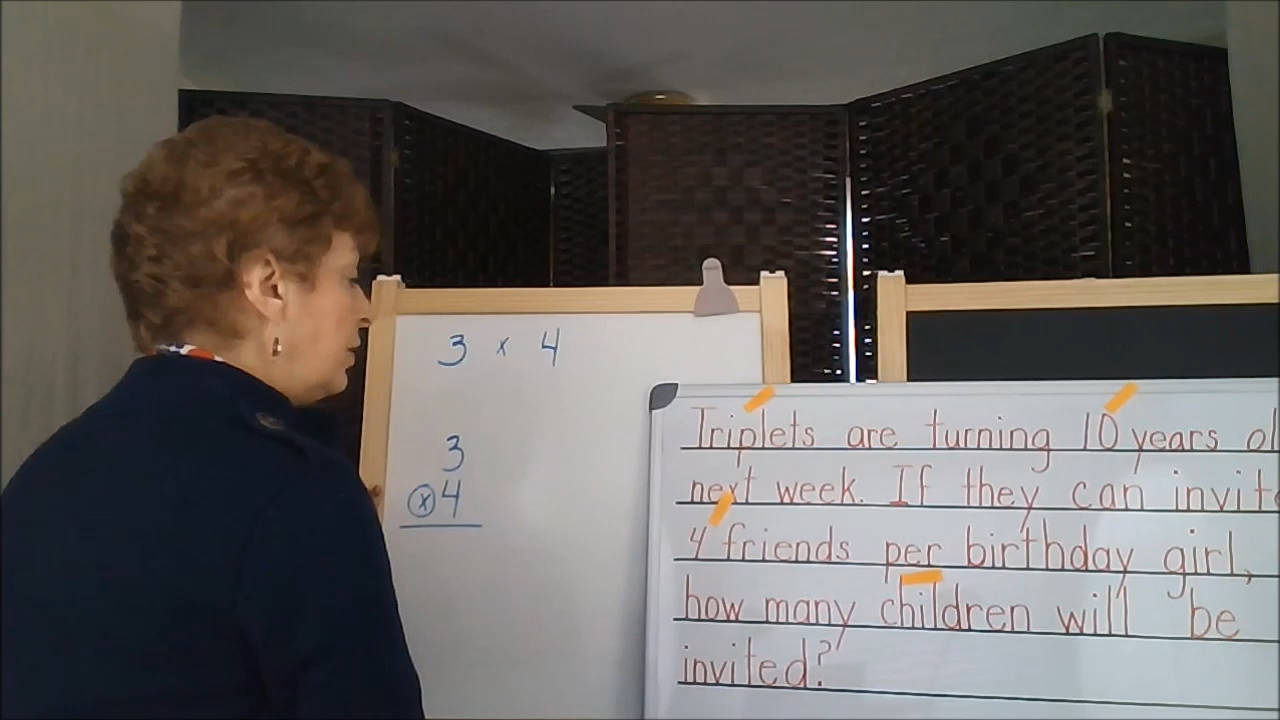 3 x 4
3
x 4
Triplets are turning 10 years ol
next week. If they can invite
4 friends per birthday girl,
how many children will be
invited?